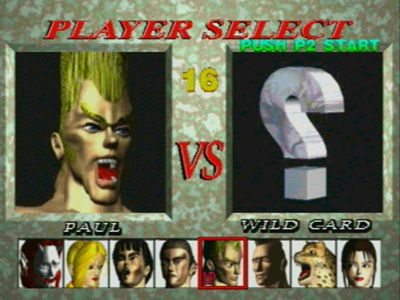 PLAYER SELECT
PUSH P2 START
16
VS
PAUL
WILD CARD